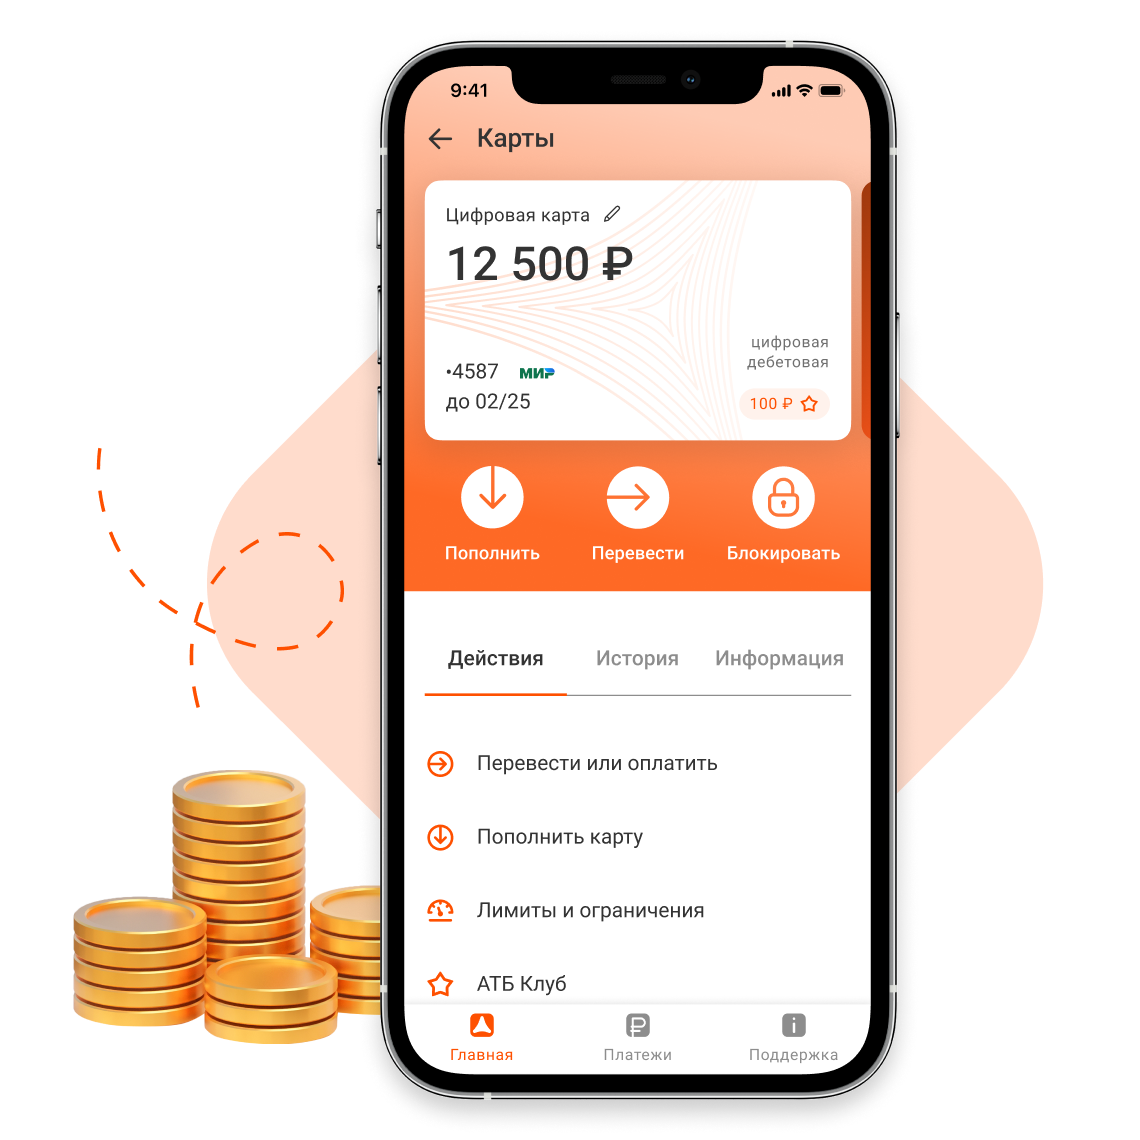 9:41
Карты
Цифровая карта
12 500 ₽
•4587 МИР
до 02/25
цифровая
дебетовая
100 ₽
Пополнить Перевести Блокировать
Действия История Информация
Перевести или оплатить
Пополнить карту
Лимиты и ограничения
АТБ Клуб
Главная Платежи Поддержка